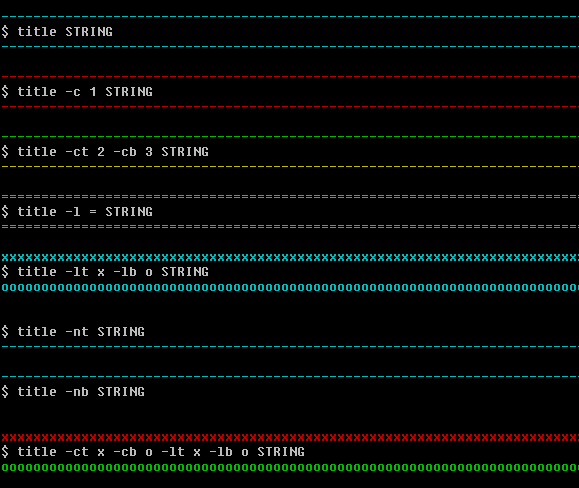 ------------------------------------------------------------------------
$ title STRING
------------------------------------------------------------------------
------------------------------------------------------------------------
$ title -c 1 STRING
------------------------------------------------------------------------
------------------------------------------------------------------------
$ title -ct 2 -cb 3 STRING
------------------------------------------------------------------------
========================================================================
$ title -l = STRING
========================================================================
xxxxxxxxxxxxxxxxxxxxxxxxxxxxxxxxxxxxxxxxxxxxxxxxxxxxxxxxxxxxxxxxxxxxxxxx
$ title -lt x -lb o STRING
oooooooooooooooooooooooooooooooooooooooooooooooooooooooooooooooooooooooo
$ title -nt STRING
------------------------------------------------------------------------
------------------------------------------------------------------------
$ title -nb STRING
xxxxxxxxxxxxxxxxxxxxxxxxxxxxxxxxxxxxxxxxxxxxxxxxxxxxxxxxxxxxxxxxxxxxxxxx
$ title -ct x -cb o -lt x -lb o STRING
oooooooooooooooooooooooooooooooooooooooooooooooooooooooooooooooooooooooo